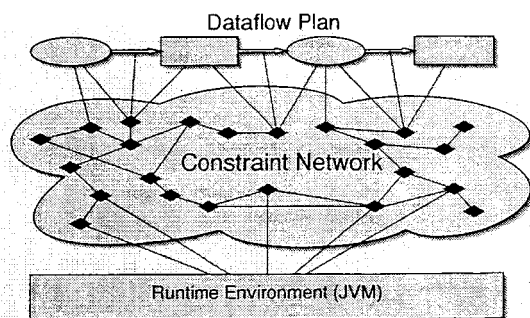 Dataflow Plan
Constraint Network
Runtime Environment (JVM)